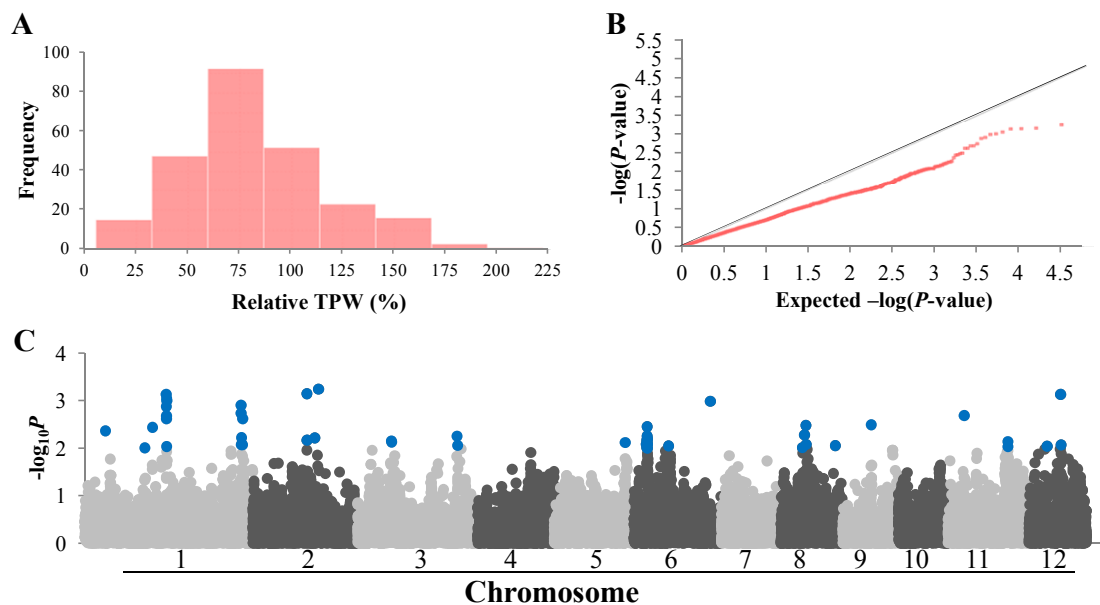 A
100
80
60
40
20
0
Frequency
0 25 50 75 100 125 150 175 200 225
Relative TPW (%)
B
5.5
5
4.5
4
3.5
3
2.5
2
1.5
1
0.5
0
-log(P-value)
0 0.5 1 1.5 2 2.5 3 3.5 4 4.5
Expected –log(P-value)
C
4
3
2
1
0
-log₁₀P
1 2 3 4 5 6 7 8 9 10 11 12
Chromosome